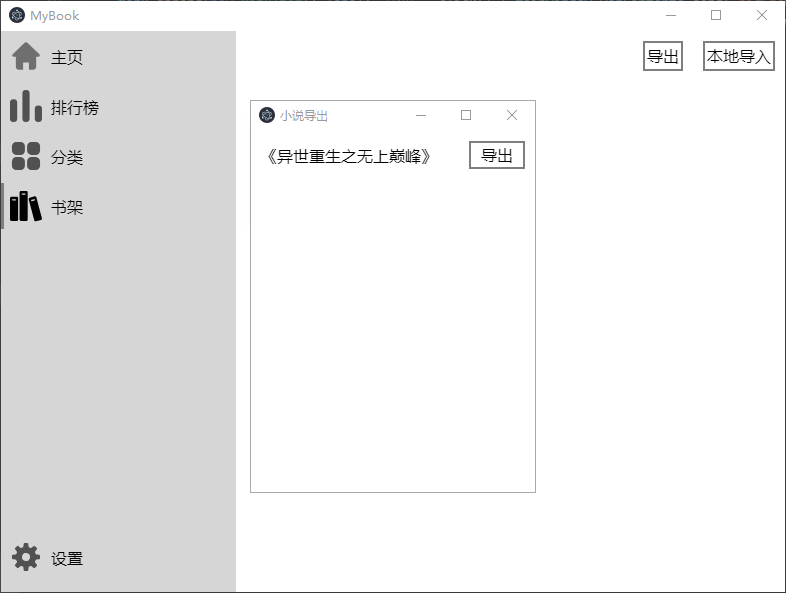 MyBook
主页
排行榜
分类
书架
设置
导出
本地导入
小说导出
《异世重生之无上巅峰》
导出